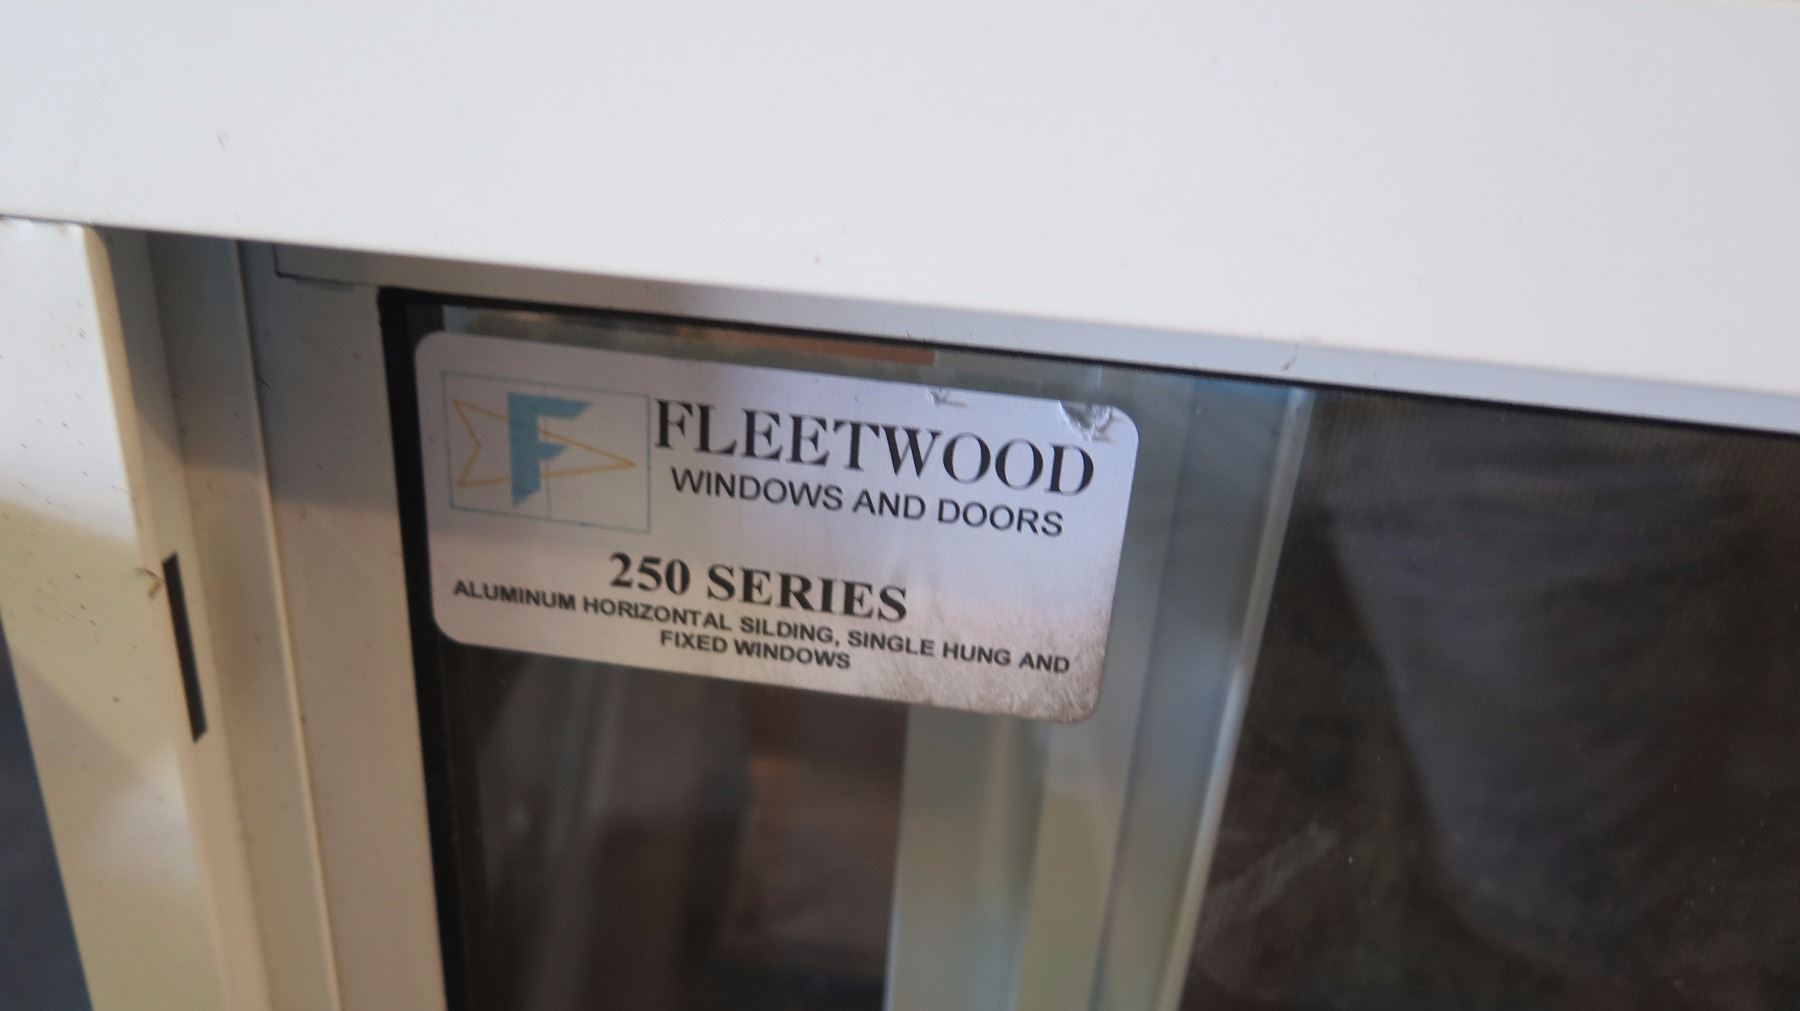 F
FLEETWOOD
WINDOWS AND DOORS
250 SERIES
ALUMINUM HORIZONTAL SILDING, SINGLE HUNG AND
FIXED WINDOWS